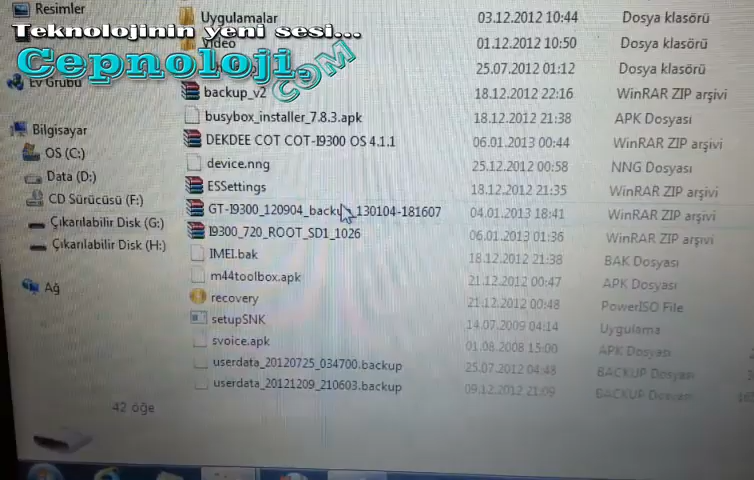 Resimler
Uygulamalar 03.12.2012 10:44 Dosya klasörü
Teknolojinin yeni sesi...
Video 01.12.2012 10:50 Dosya klasörü
Cepnoloji.COM
25.07.2012 01:12 Dosya klasörü
Ev Grubu
backup_v2 18.12.2012 22:16 WinRAR ZIP arşivi
busybox_installer_7.8.3.apk 18.12.2012 21:38 APK Dosyası
Bilgisayar
DEKDEE COT COT-I9300 OS 4.1.1 06.01.2013 00:44 WinRAR ZIP arşivi
OS (C:)
device.nng 25.12.2012 00:58 NNG Dosyası
Data (D:)
ESSettings 18.12.2012 21:35 WinRAR ZIP arşivi
CD Sürücüsü (F:)
GT-I9300_120904_backup_130104-181607 04.01.2013 18:41 WinRAR ZIP arşivi
Çıkarılabilir Disk (G:)
I9300_720_ROOT_SD1_1026 06.01.2013 01:36 WinRAR ZIP arşivi
Çıkarılabilir Disk (H:)
IMEI.bak 18.12.2012 21:38 BAK Dosyası
m44toolbox.apk 21.12.2012 00:47 APK Dosyası
Ağ
recovery 21.12.2012 00:48 PowerISO File
setupSNK 14.07.2009 04:14 Uygulama
svoice.apk 01.08.2008 15:00 APK Dosyası
userdata_20120725_034700.backup 25.07.2012 04:48 BACKUP Dosyası
userdata_20121209_210603.backup 09.12.2012 21:09 BACKUP Dosyası
42 öğe